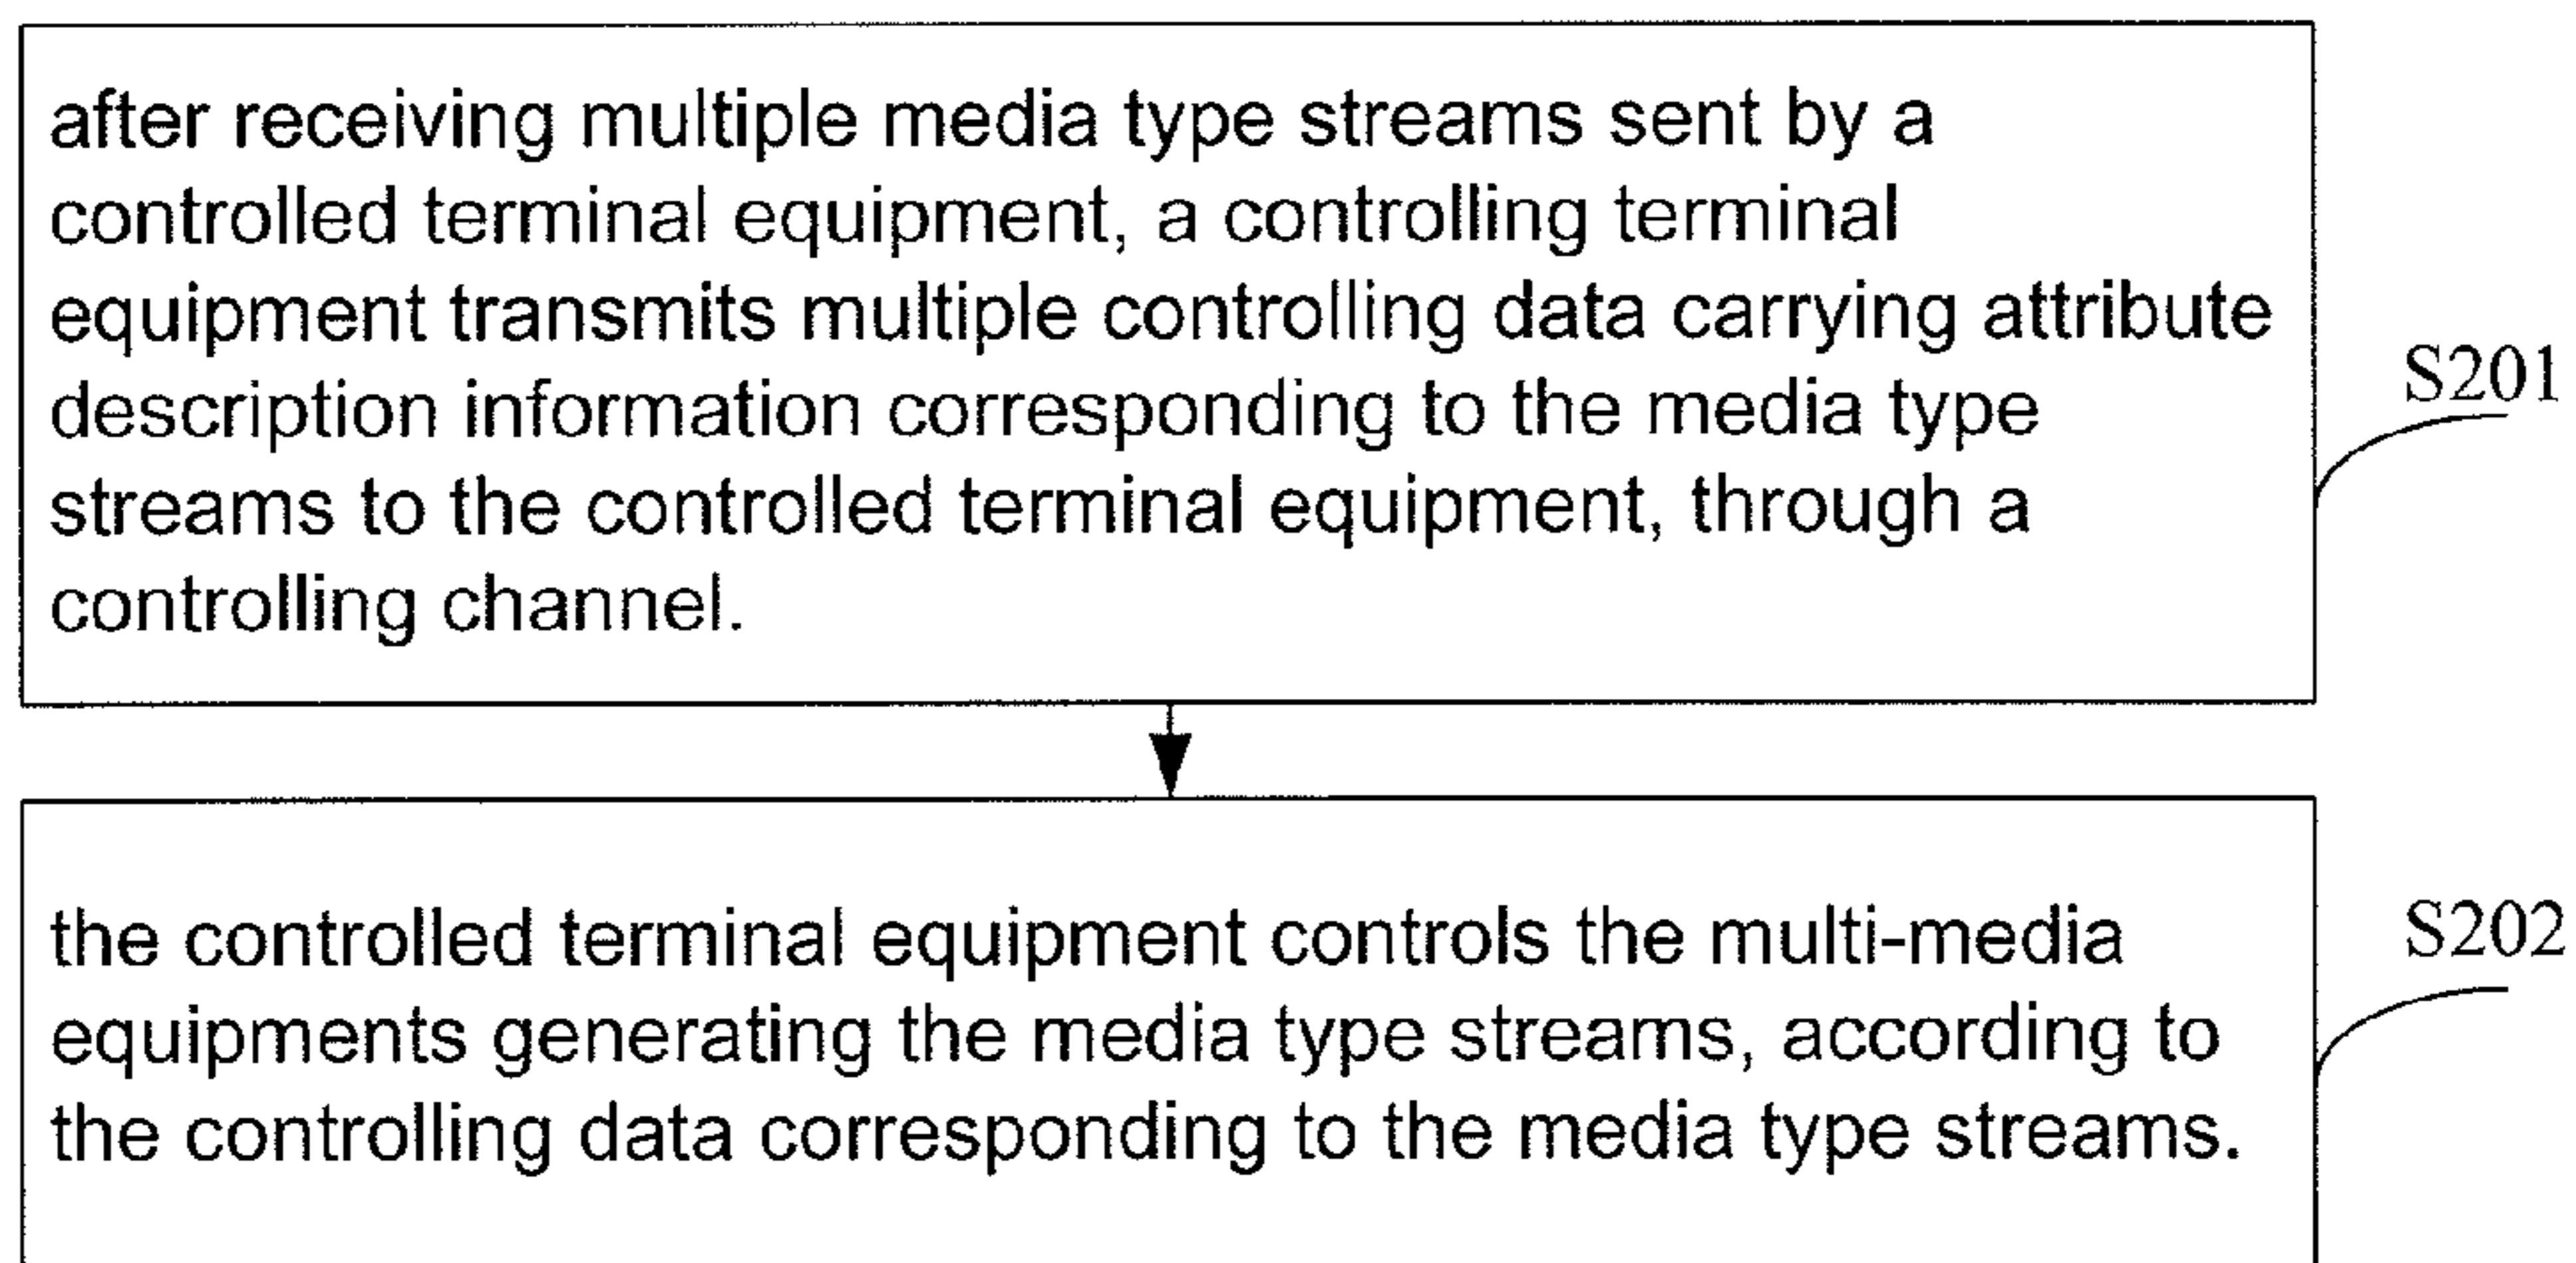 after receiving multiple media type streams sent by a
controlled terminal equipment, a controlling terminal
equipment transmits multiple controlling data carrying attribute
description information corresponding to the media type
streams to the controlled terminal equipment, through a
controlling channel.
S201
the controlled terminal equipment controls the multi-media
equipments generating the media type streams, according to
the controlling data corresponding to the media type streams.
S202